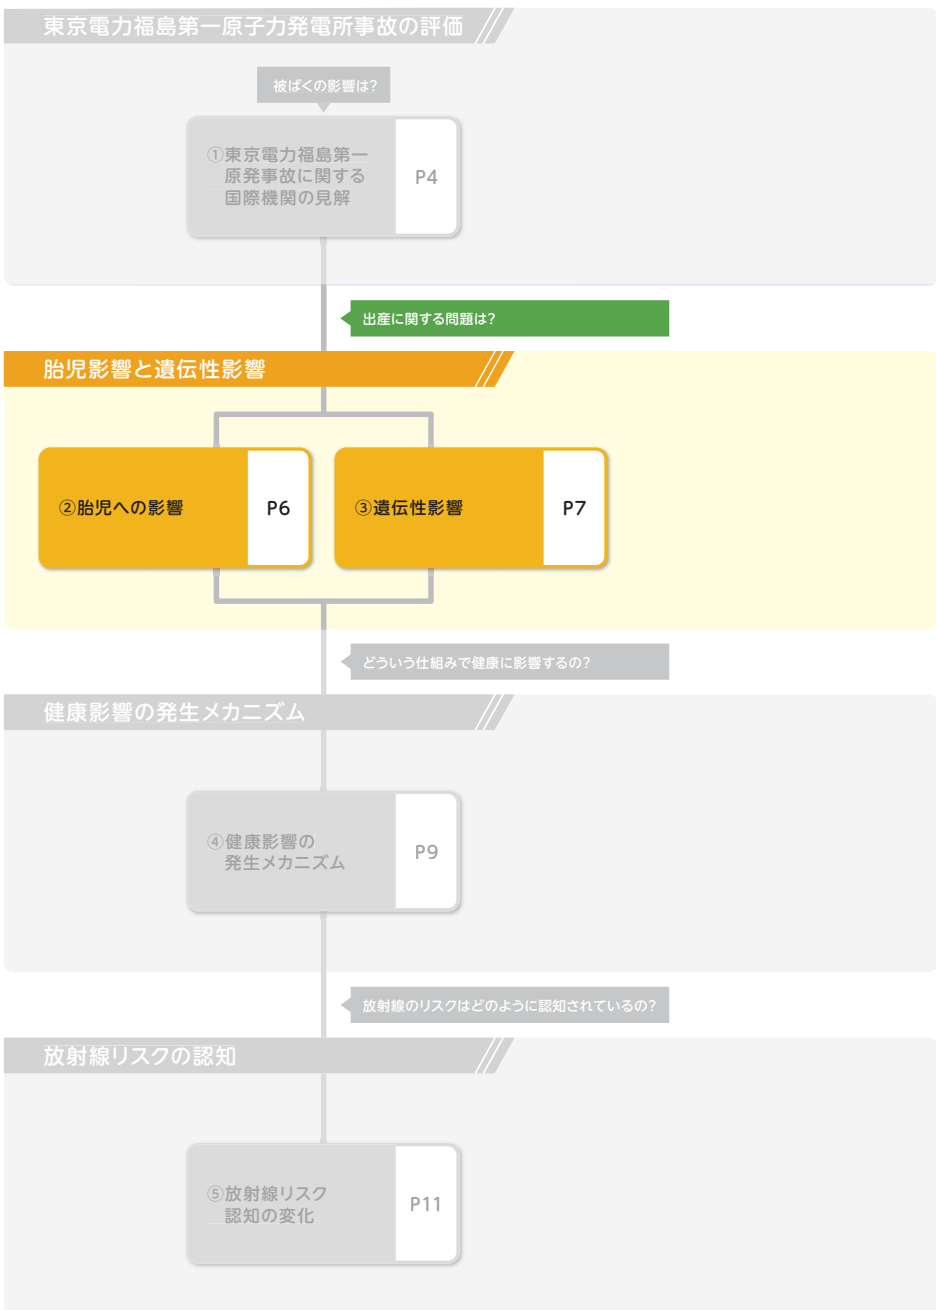 東京電力福島第一原子力発電所事故の評価
被ばくの影響は？
①東京電力福島第一
原発事故に関する
国際機関の見解
P4
出産に関する問題は？
胎児影響と遺伝性影響
②胎児への影響
P6
③遺伝性影響
P7
どういう仕組みで健康に影響するの？
健康影響の発生メカニズム
④健康影響の
発生メカニズム
P9
放射線のリスクはどのように認知されているの？
放射線リスクの認知
⑤放射線リスク
認知の変化
P11